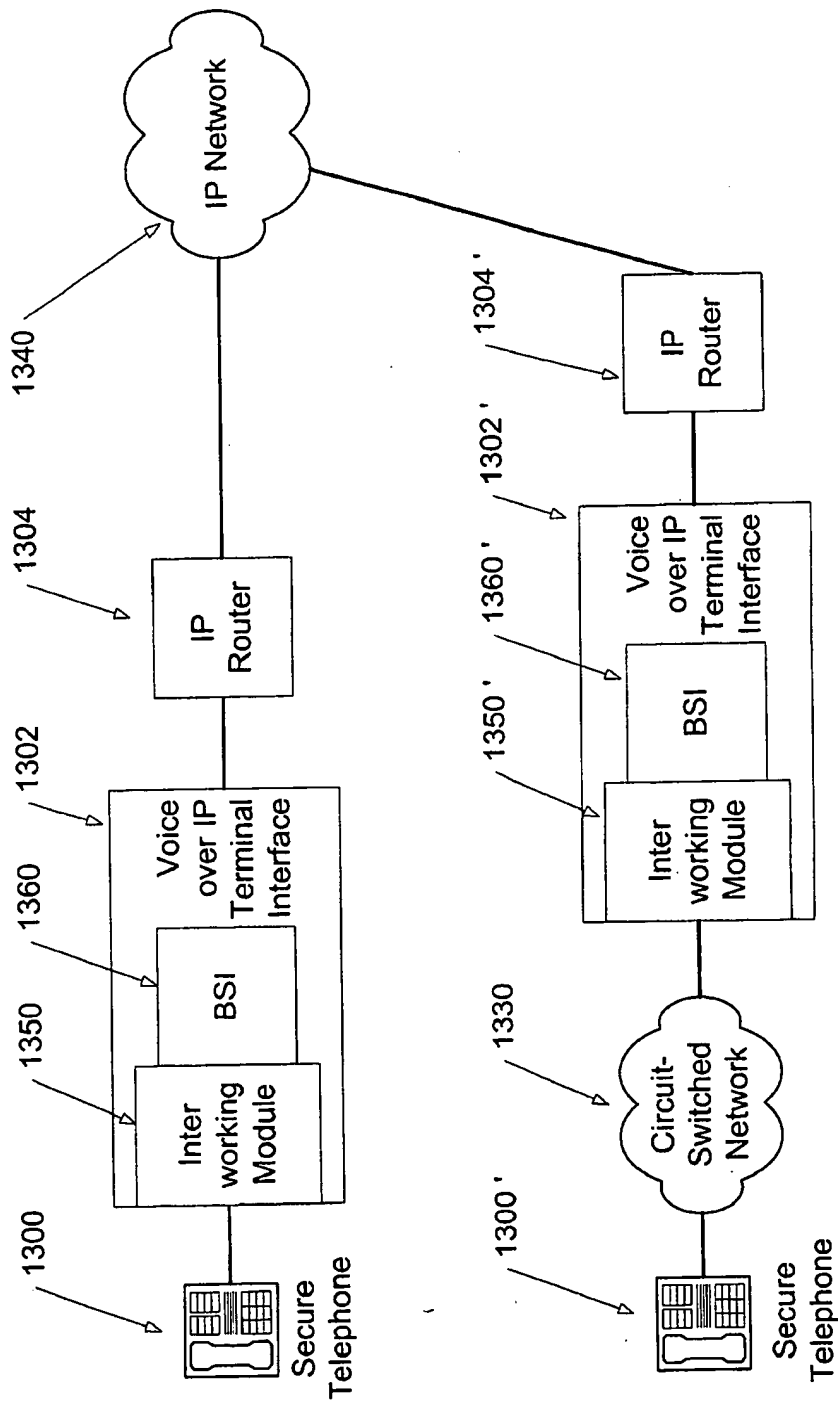 1300
Secure
Telephone
1350
Inter
working
Module
1360
BSI
1302
Voice
over IP
Terminal
Interface
1304
IP
Router
1340
IP Network
1300'
Secure
Telephone
1330
Circuit-
Switched
Network
1350'
Inter
working
Module
1360'
BSI
1302'
Voice
over IP
Terminal
Interface
1304'
IP
Router